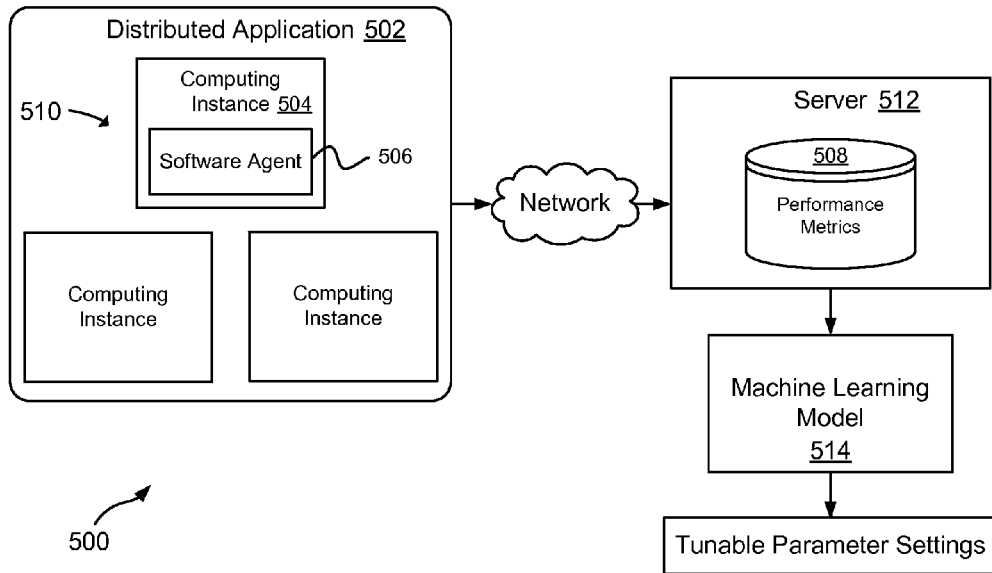 Distributed Application 502
Computing
Instance 504
510
Software Agent
506
Computing
Instance
Computing
Instance
500
Network
Server 512
508
Performance
Metrics
Machine Learning
Model
514
Tunable Parameter Settings